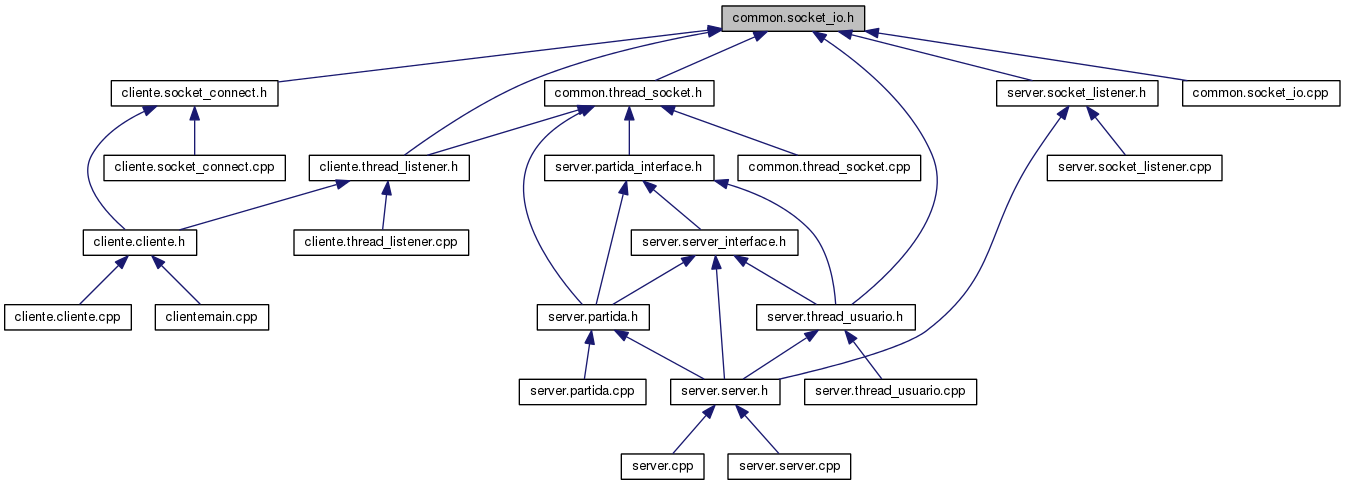 common.socket_io.h
cliente.socket_connect.h
common.thread_socket.h
server.socket_listener.h
common.socket_io.cpp
cliente.socket_connect.cpp
cliente.thread_listener.h
server.partida_interface.h
common.thread_socket.cpp
server.socket_listener.cpp
cliente.cliente.h
cliente.thread_listener.cpp
server.server_interface.h
cliente.cliente.cpp
clientemain.cpp
server.partida.h
server.thread_usuario.h
server.partida.cpp
server.server.h
server.thread_usuario.cpp
server.cpp
server.server.cpp